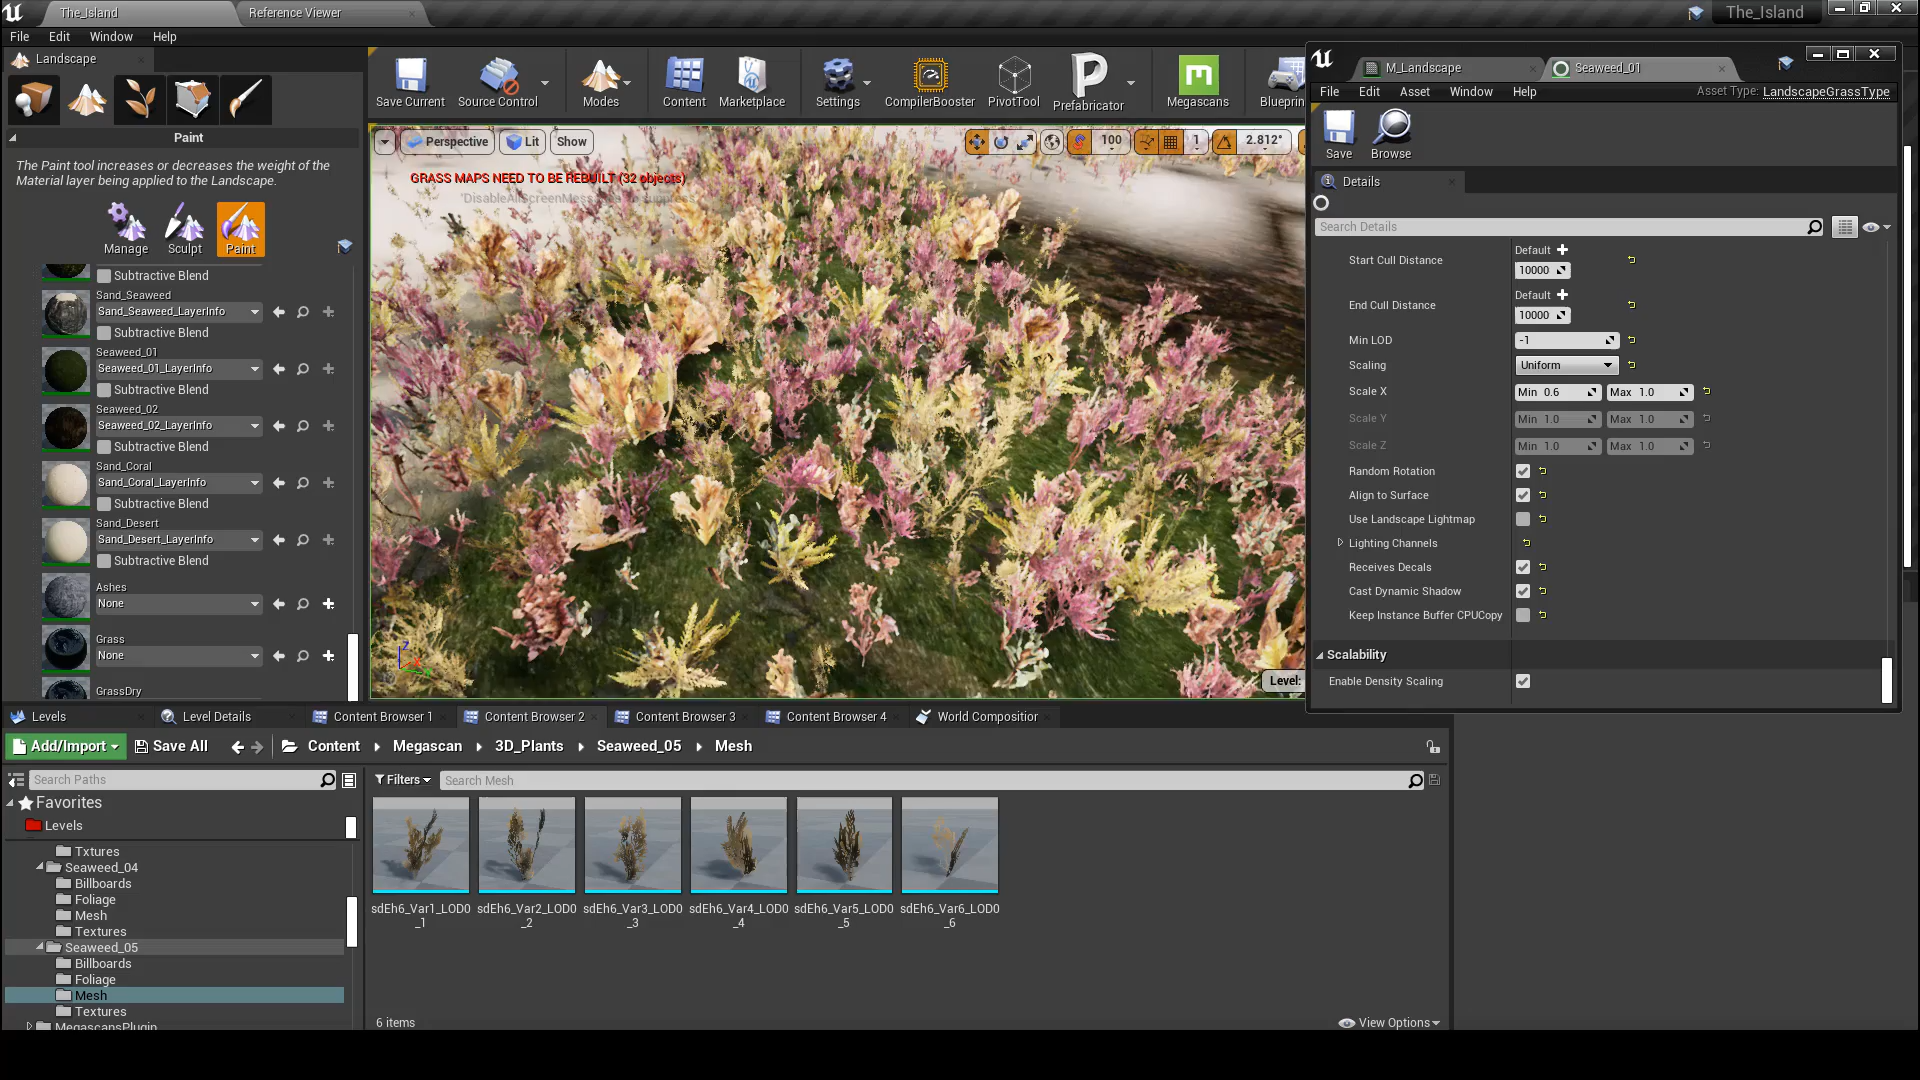 The_Island
Reference Viewer
The_Island
File Edit Window Help
Landscape
Paint
The Paint tool increases or decreases the weight of the
Material layer being applied to the Landscape.
Manage Sculpt Paint
Subtractive Blend
Sand_Seaweed
Sand_Seaweed_LayerInfo
Subtractive Blend
Seaweed_01
Seaweed_01_LayerInfo
Subtractive Blend
Seaweed_02
Seaweed_02_LayerInfo
Subtractive Blend
Sand_Coral
Sand_Coral_LayerInfo
Subtractive Blend
Sand_Desert
Sand_Desert_LayerInfo
Subtractive Blend
Ashes
None
Grass
None
GrassDry
Save Current Source Control Modes Content Marketplace Settings CompilerBooster PivotTool Prefabricator Megascans Blueprin
Perspective Lit Show 100 1 2.812°
GRASS MAPS NEED TO BE REBUILT (32 objects)
Level:
M_Landscape
Seaweed_01
File Edit Asset Window Help
Asset Type: LandscapeGrassType
Save Browse
Details
Search Details
Start Cull Distance
Default
10000
End Cull Distance
Default
10000
Min LOD -1
Scaling Uniform
Scale X Min 0.6 Max 1.0
Scale Y Min 1.0 Max 1.0
Scale Z Min 1.0 Max 1.0
Random Rotation
Align to Surface
Use Landscape Lightmap
Lighting Channels
Receives Decals
Cast Dynamic Shadow
Keep Instance Buffer CPUCopy
Scalability
Enable Density Scaling
Levels
Level Details
Content Browser 1
Content Browser 2
Content Browser 3
Content Browser 4
World Compositior
Add/Import Save All Content Megascan 3D_Plants Seaweed_05 Mesh
Search Paths
Filters
Search Mesh
Favorites
Levels
Txtures
Seaweed_04
Billboards
Foliage
Mesh
Textures
Seaweed_05
Billboards
Foliage
Mesh
Textures
MegascansPlugin
sdEh6_Var1_LOD0
_1
sdEh6_Var2_LOD0
_2
sdEh6_Var3_LOD0
_3
sdEh6_Var4_LOD0
_4
sdEh6_Var5_LOD0
_5
sdEh6_Var6_LOD0
_6
6 items
View Options